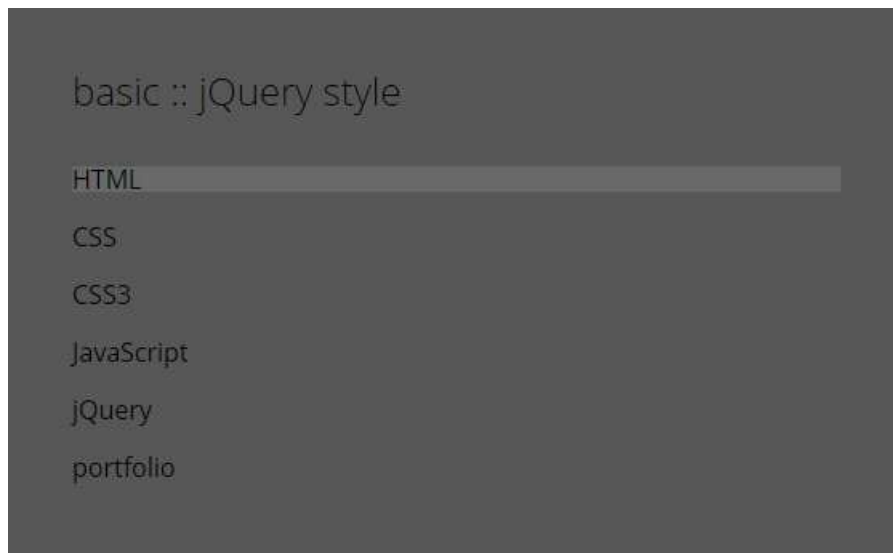 basic :: jQuery style
HTML
CSS
CSS3
JavaScript
jQuery
portfolio